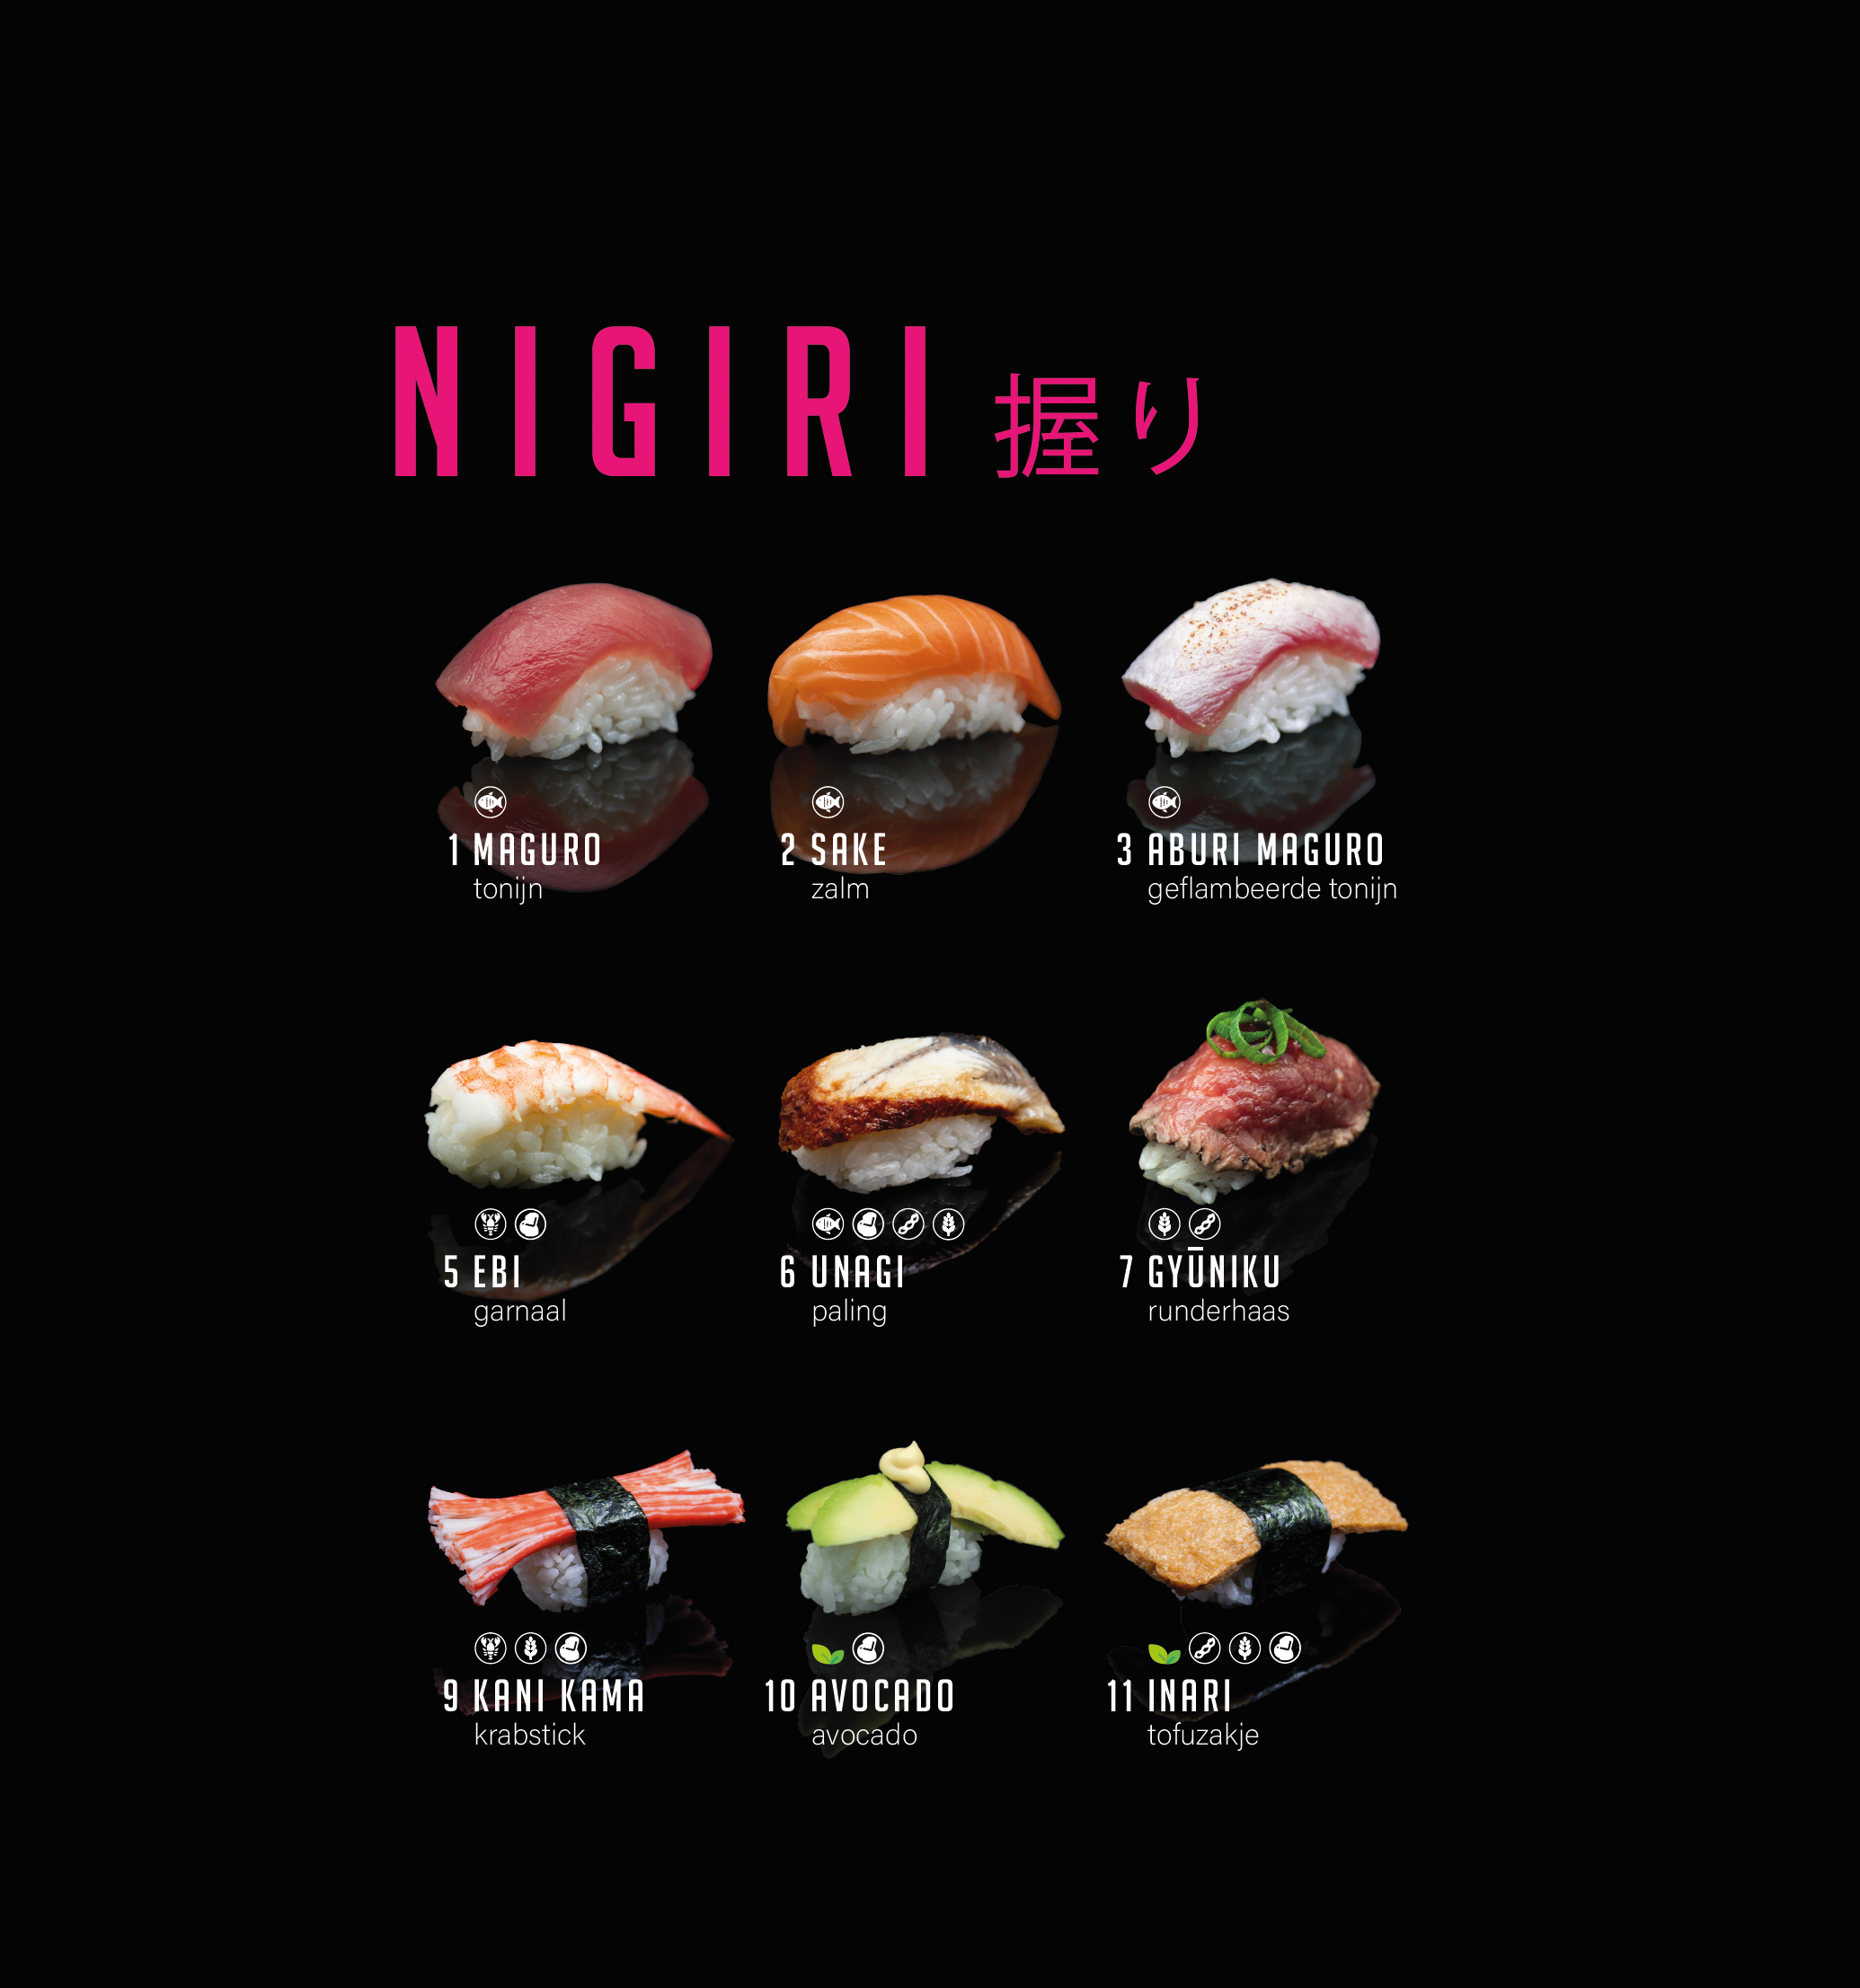 NIGIRI 握り
1 MAGURO
tonijn
2 SAKE
zalm
3 ABURI MAGURO
geflambeerde tonijn
5 EBI
garnaal
6 UNAGI
paling
7 GYŪNIKU
runderhaas
9 KANI KAMA
krabstick
10 AVOCADO
avocado
11 INARI
tofuzakje